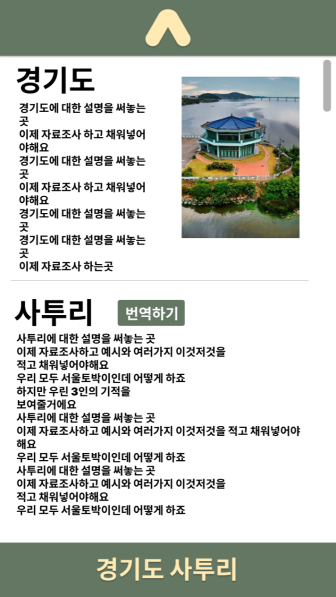 경기도
경기도에 대한 설명을 써놓는
곳
이제 자료조사 하고 채워넣어
야해요
경기도에 대한 설명을 써놓는
곳
이제 자료조사 하고 채워넣어
야해요
경기도에 대한 설명을 써놓는
곳
경기도에 대한 설명을 써놓는
곳
이제 자료조사 하는곳
사투리
번역하기
사투리에 대한 설명을 써놓는 곳
이제 자료조사하고 예시와 여러가지 이것저것을
적고 채워넣어야해요
우리 모두 서울토박이인데 어떻게 하죠
하지만 우린 3인의 기적을
보여줄거에요
사투리에 대한 설명을 써놓는 곳
이제 자료조사하고 예시와 여러가지 이것저것을 적고 채워넣어야
해요
우리 모두 서울토박이인데 어떻게 하죠
사투리에 대한 설명을 써놓는 곳
이제 자료조사하고 예시와 여러가지 이것저것을
적고 채워넣어야해요
우리 모두 서울토박이인데 어떻게 하죠
경기도 사투리